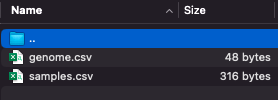 Name Size
..
genome.csv 48 bytes
samples.csv 316 bytes